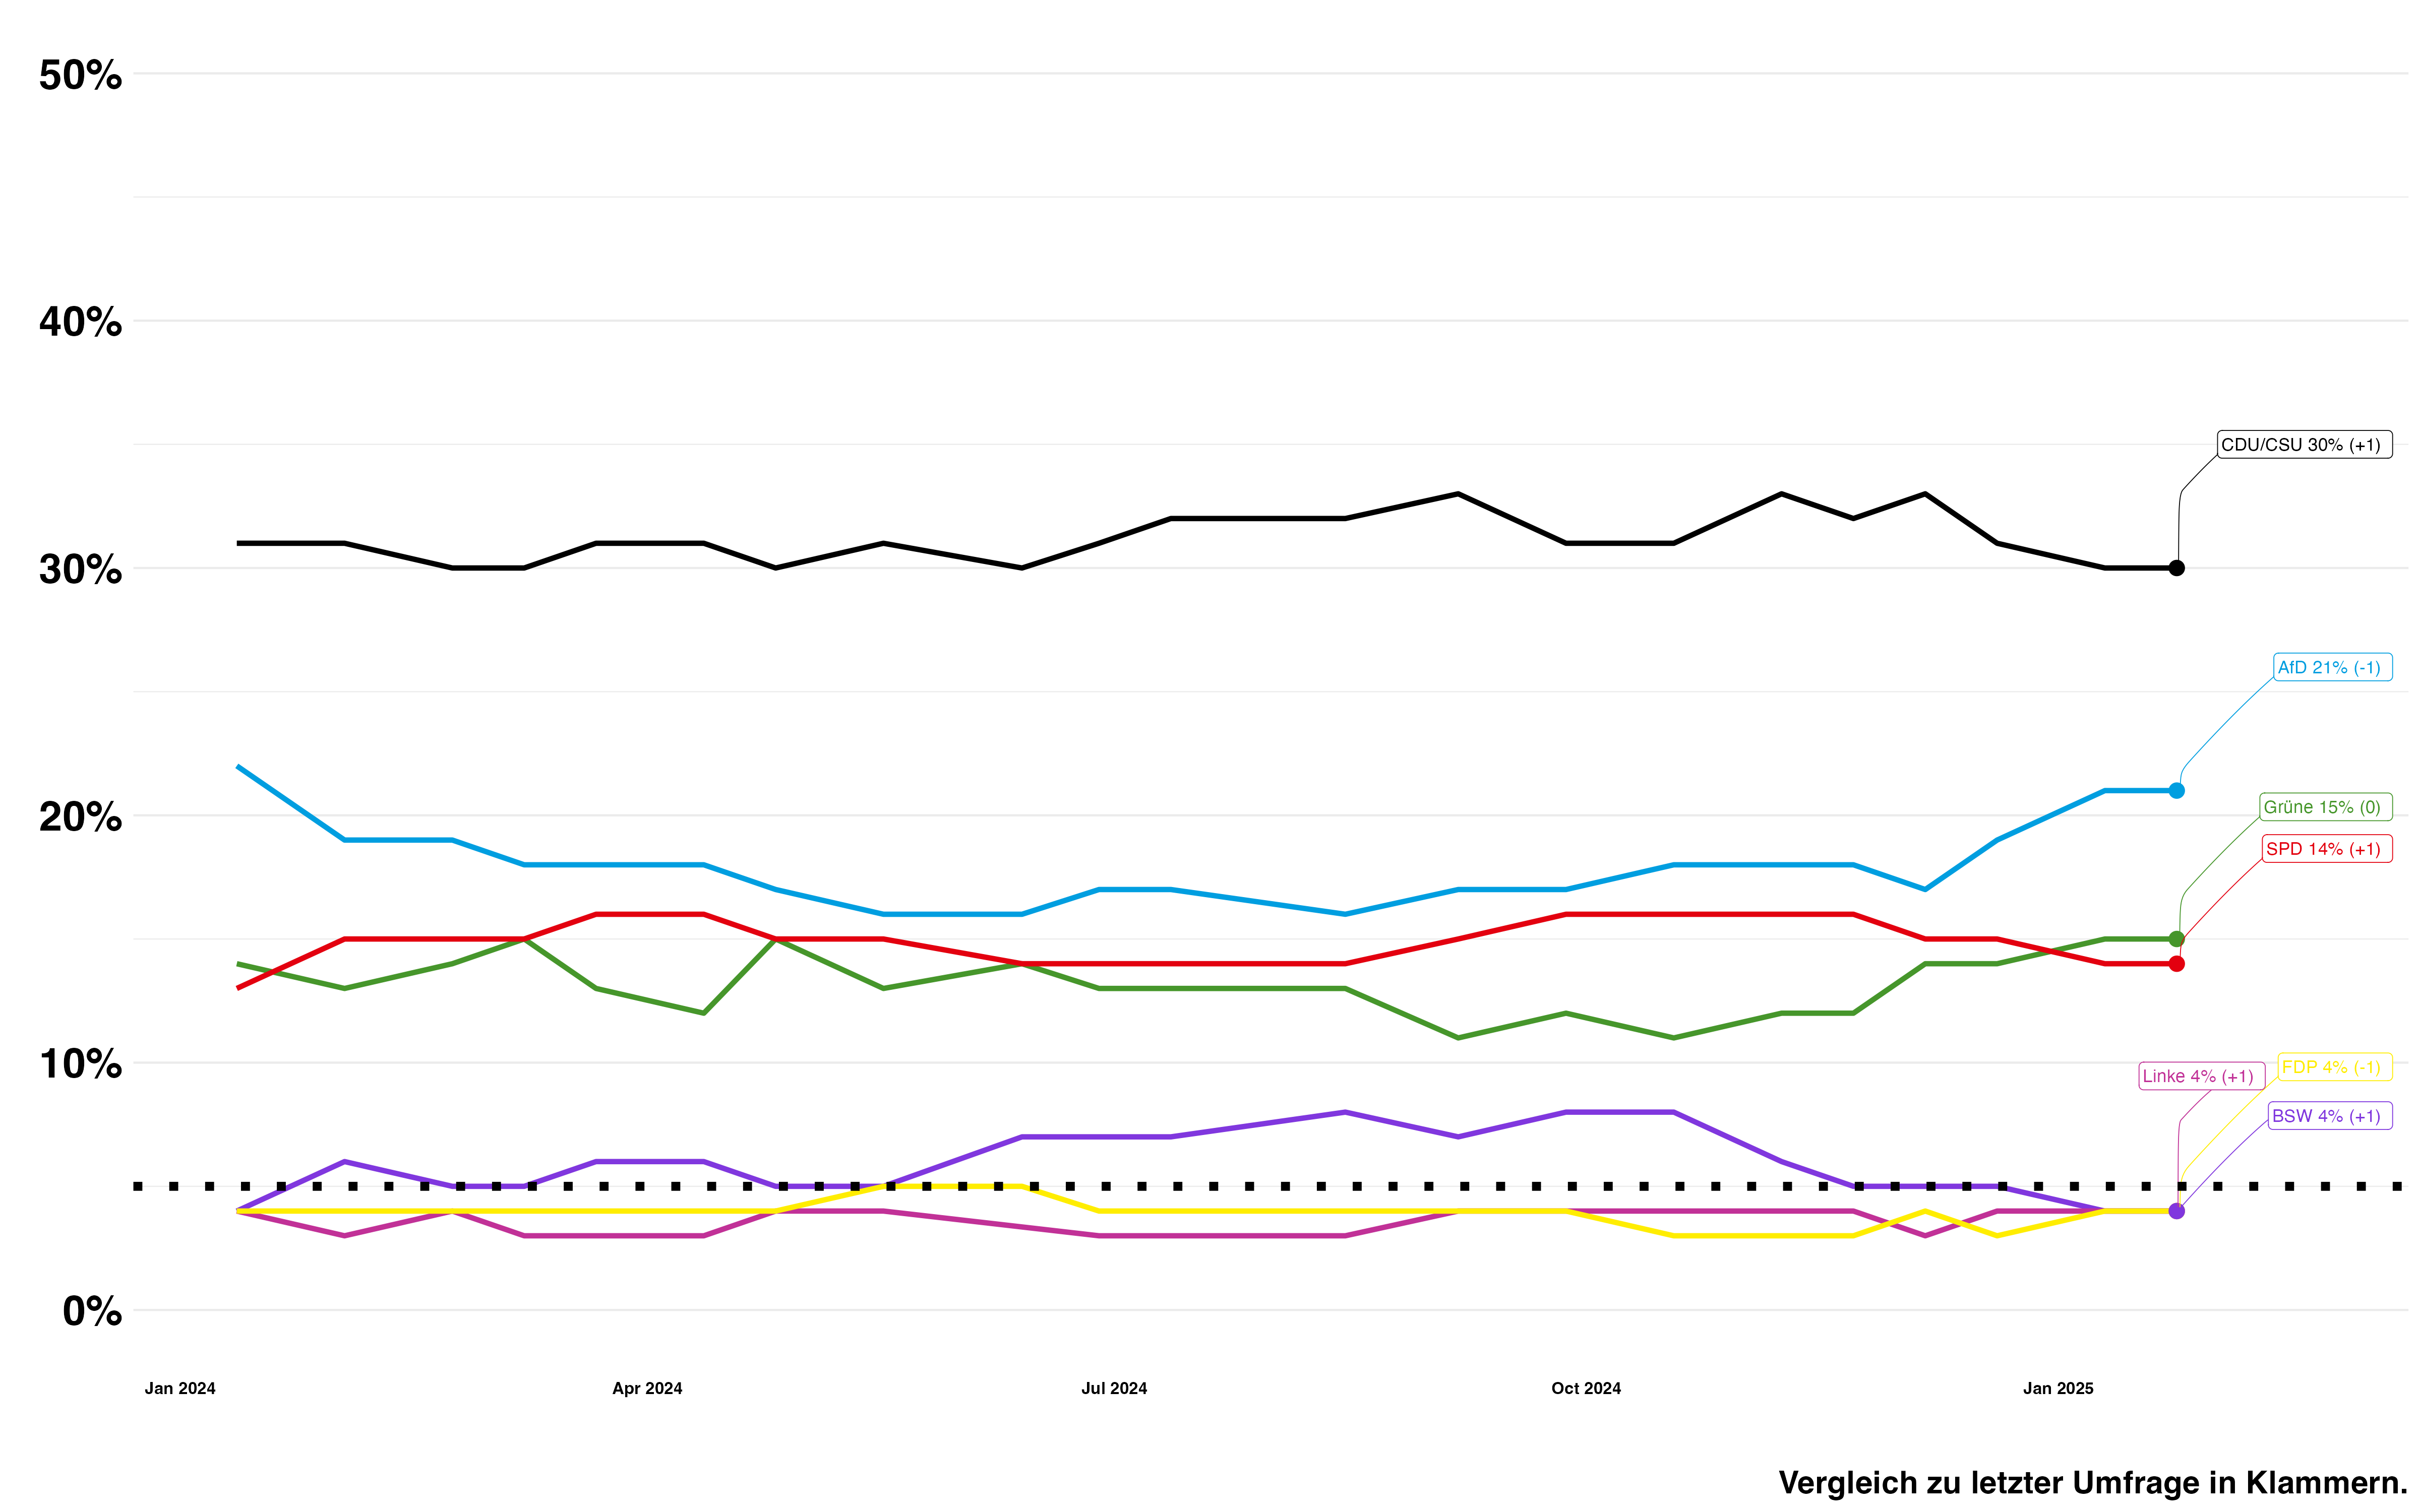 50%
40%
30%
20%
10%
0%
CDU/CSU 30% (+1)
AfD 21% (-1)
Grüne 15% (0)
SPD 14% (+1)
FDP 4% (-1)
Linke 4% (+1)
BSW 4% (+1)
Jan 2024
Apr 2024
Jul 2024
Oct 2024
Jan 2025
Vergleich zu letzter Umfrage in Klammern.